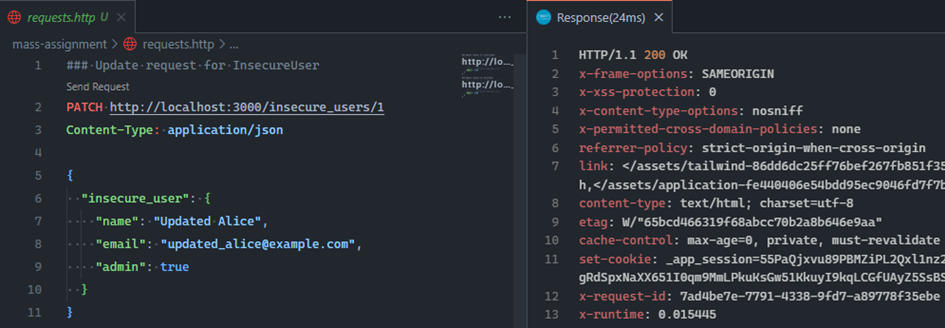 requests.http U
Response(24ms)
mass-assignment > requests.http > ...
1 ### Update request for InsecureUser
Send Request
2 PATCH http://localhost:3000/insecure_users/1
3 Content-Type: application/json
4
5 {
6 "insecure_user": {
7 "name": "Updated Alice",
8 "email": "updated_alice@example.com",
9 "admin": true
10 }
11 }
1 HTTP/1.1 200 OK
2 x-frame-options: SAMEORIGIN
3 x-xss-protection: 0
4 x-content-type-options: nosniff
5 x-permitted-cross-domain-policies: none
6 referrer-policy: strict-origin-when-cross-origin
7 link: </assets/tailwind-86dd6dc25ff76bef267fb851f35
h,</assets/application-fe440406e54bdd95ec9046fd7f7b
8 content-type: text/html; charset=utf-8
9 etag: W/"65bcd466319f68abcc70b2a8b646e9aa"
10 cache-control: max-age=0, private, must-revalidate
11 set-cookie: _app_session=55PaQjxvu89PBMZiPL2Qxl1nz2
gRdSpxNaXX651I0qm9MmLPkuKsGw51KkuyI9kqLCGfUAyZ5SsBS
12 x-request-id: 7ad4be7e-7791-4338-9fd7-a89778f35ebe
13 x-runtime: 0.015445